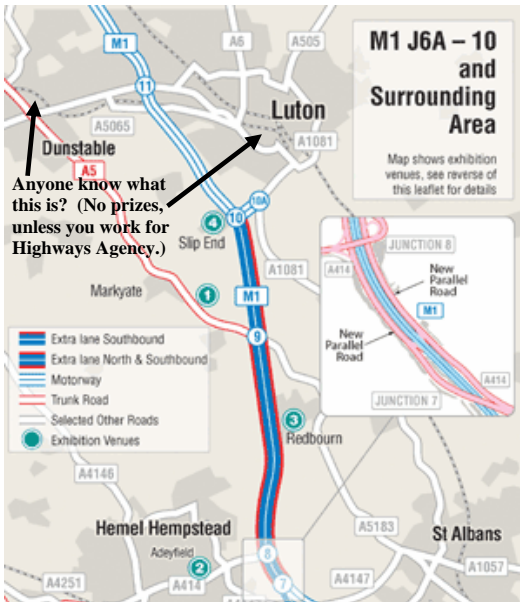 M1
A6
A505
M1 J6A – 10
and
Surrounding
Area
Map shows exhibition
venues, see reverse
of this leaflet for details
11
Luton
A5065
A1081
Dunstable
A5
Anyone know what
this is?  (No prizes,
unless you work for
Highways Agency.)
10A
10
4
Slip End
A1081
JUNCTION 8
A414
New
Parallel
Road
M1
New
Parallel
Road
A414
JUNCTION 7
Markyate
1
M1
9
Extra lane Southbound
Extra lane North & Southbound
Motorway
Trunk Road
Selected Other Roads
Exhibition Venues
3
Redbourn
A4146
Hemel Hempstead
Adeyfield
2
A5183
St Albans
8
7
A4251
A414
A4147
A1057